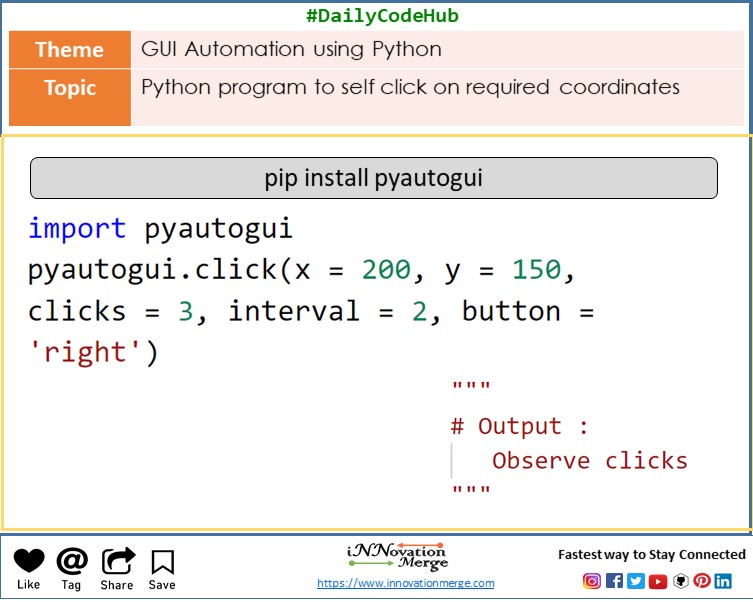 #DailyCodeHub
Theme
GUI Automation using Python
Topic
Python program to self click on required coordinates
pip install pyautogui
import pyautogui
pyautogui.click(x = 200, y = 150,
clicks = 3, interval = 2, button =
'right')
"""
# Output :
Observe clicks
"""
Like
Tag
Share
Save
iNNovation
Merge
https://www.innovationmerge.com
Fastest way to Stay Connected